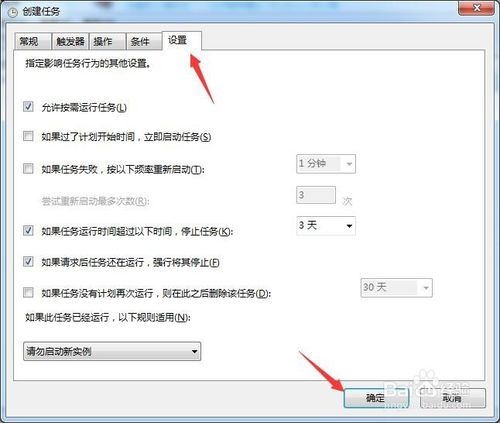 创建任务
常规 触发器 操作 条件 设置
指定影响任务行为的其他设置。
允许按需运行任务(L)
如果过了计划开始时间，立即启动任务(S)
如果任务失败，按以下频率重新启动(T): 1 分钟
尝试重新启动最多次数(R): 3 次
如果任务运行时间超过以下时间，停止任务(K): 3 天
如果请求后任务还在运行，强行将其停止(F)
如果任务没有计划再次运行，则在此之后删除该任务(D): 30 天
如果此任务已经运行，以下规则适用(N):
请勿启动新实例
确定 取消
Baidu 经验
jingyan.baidu.com